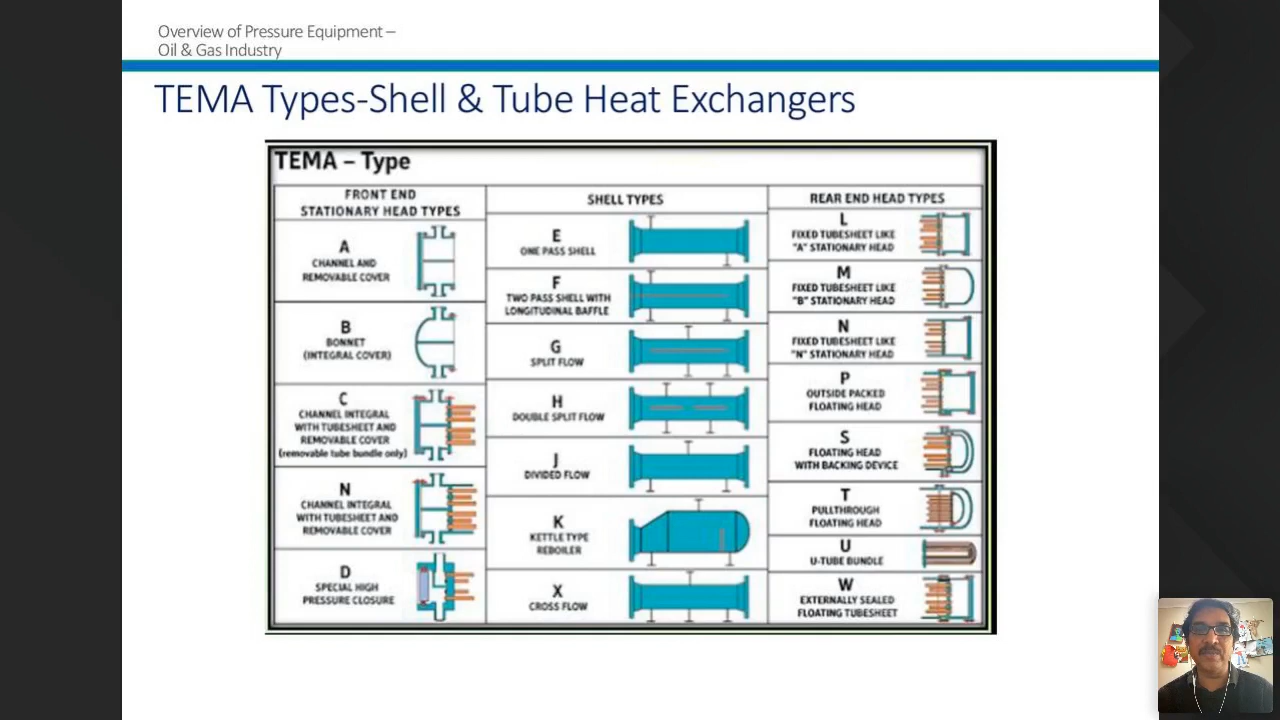 Overview of Pressure Equipment –
Oil & Gas Industry
TEMA Types-Shell & Tube Heat Exchangers
TEMA – Type
FRONT END
STATIONARY HEAD TYPES
A
CHANNEL AND
REMOVABLE COVER
B
BONNET
(INTEGRAL COVER)
C
CHANNEL INTEGRAL
WITH TUBESHEET AND
REMOVABLE COVER
(removable tube bundle only)
N
CHANNEL INTEGRAL
WITH TUBESHEET AND
REMOVABLE COVER
D
SPECIAL HIGH
PRESSURE CLOSURE
SHELL TYPES
E
ONE PASS SHELL
F
TWO PASS SHELL WITH
LONGITUDINAL BAFFLE
G
SPLIT FLOW
H
DOUBLE SPLIT FLOW
J
DIVIDED FLOW
K
KETTLE TYPE
REBOILER
X
CROSS FLOW
REAR END HEAD TYPES
L
FIXED TUBESHEET LIKE
"A" STATIONARY HEAD
M
FIXED TUBESHEET LIKE
"B" STATIONARY HEAD
N
FIXED TUBESHEET LIKE
"N" STATIONARY HEAD
P
OUTSIDE PACKED
FLOATING HEAD
S
FLOATING HEAD
WITH BACKING DEVICE
T
PULLTHROUGH
FLOATING HEAD
U
U-TUBE BUNDLE
W
EXTERNALLY SEALED
FLOATING TUBESHEET